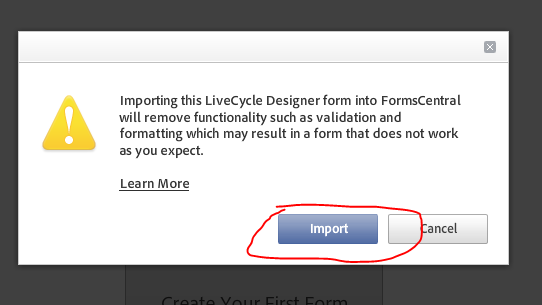 Importing this LiveCycle Designer form into FormsCentral
will remove functionality such as validation and
formatting which may result in a form that does not work
as you expect.
Learn More
Import
Cancel
Create Your First Form